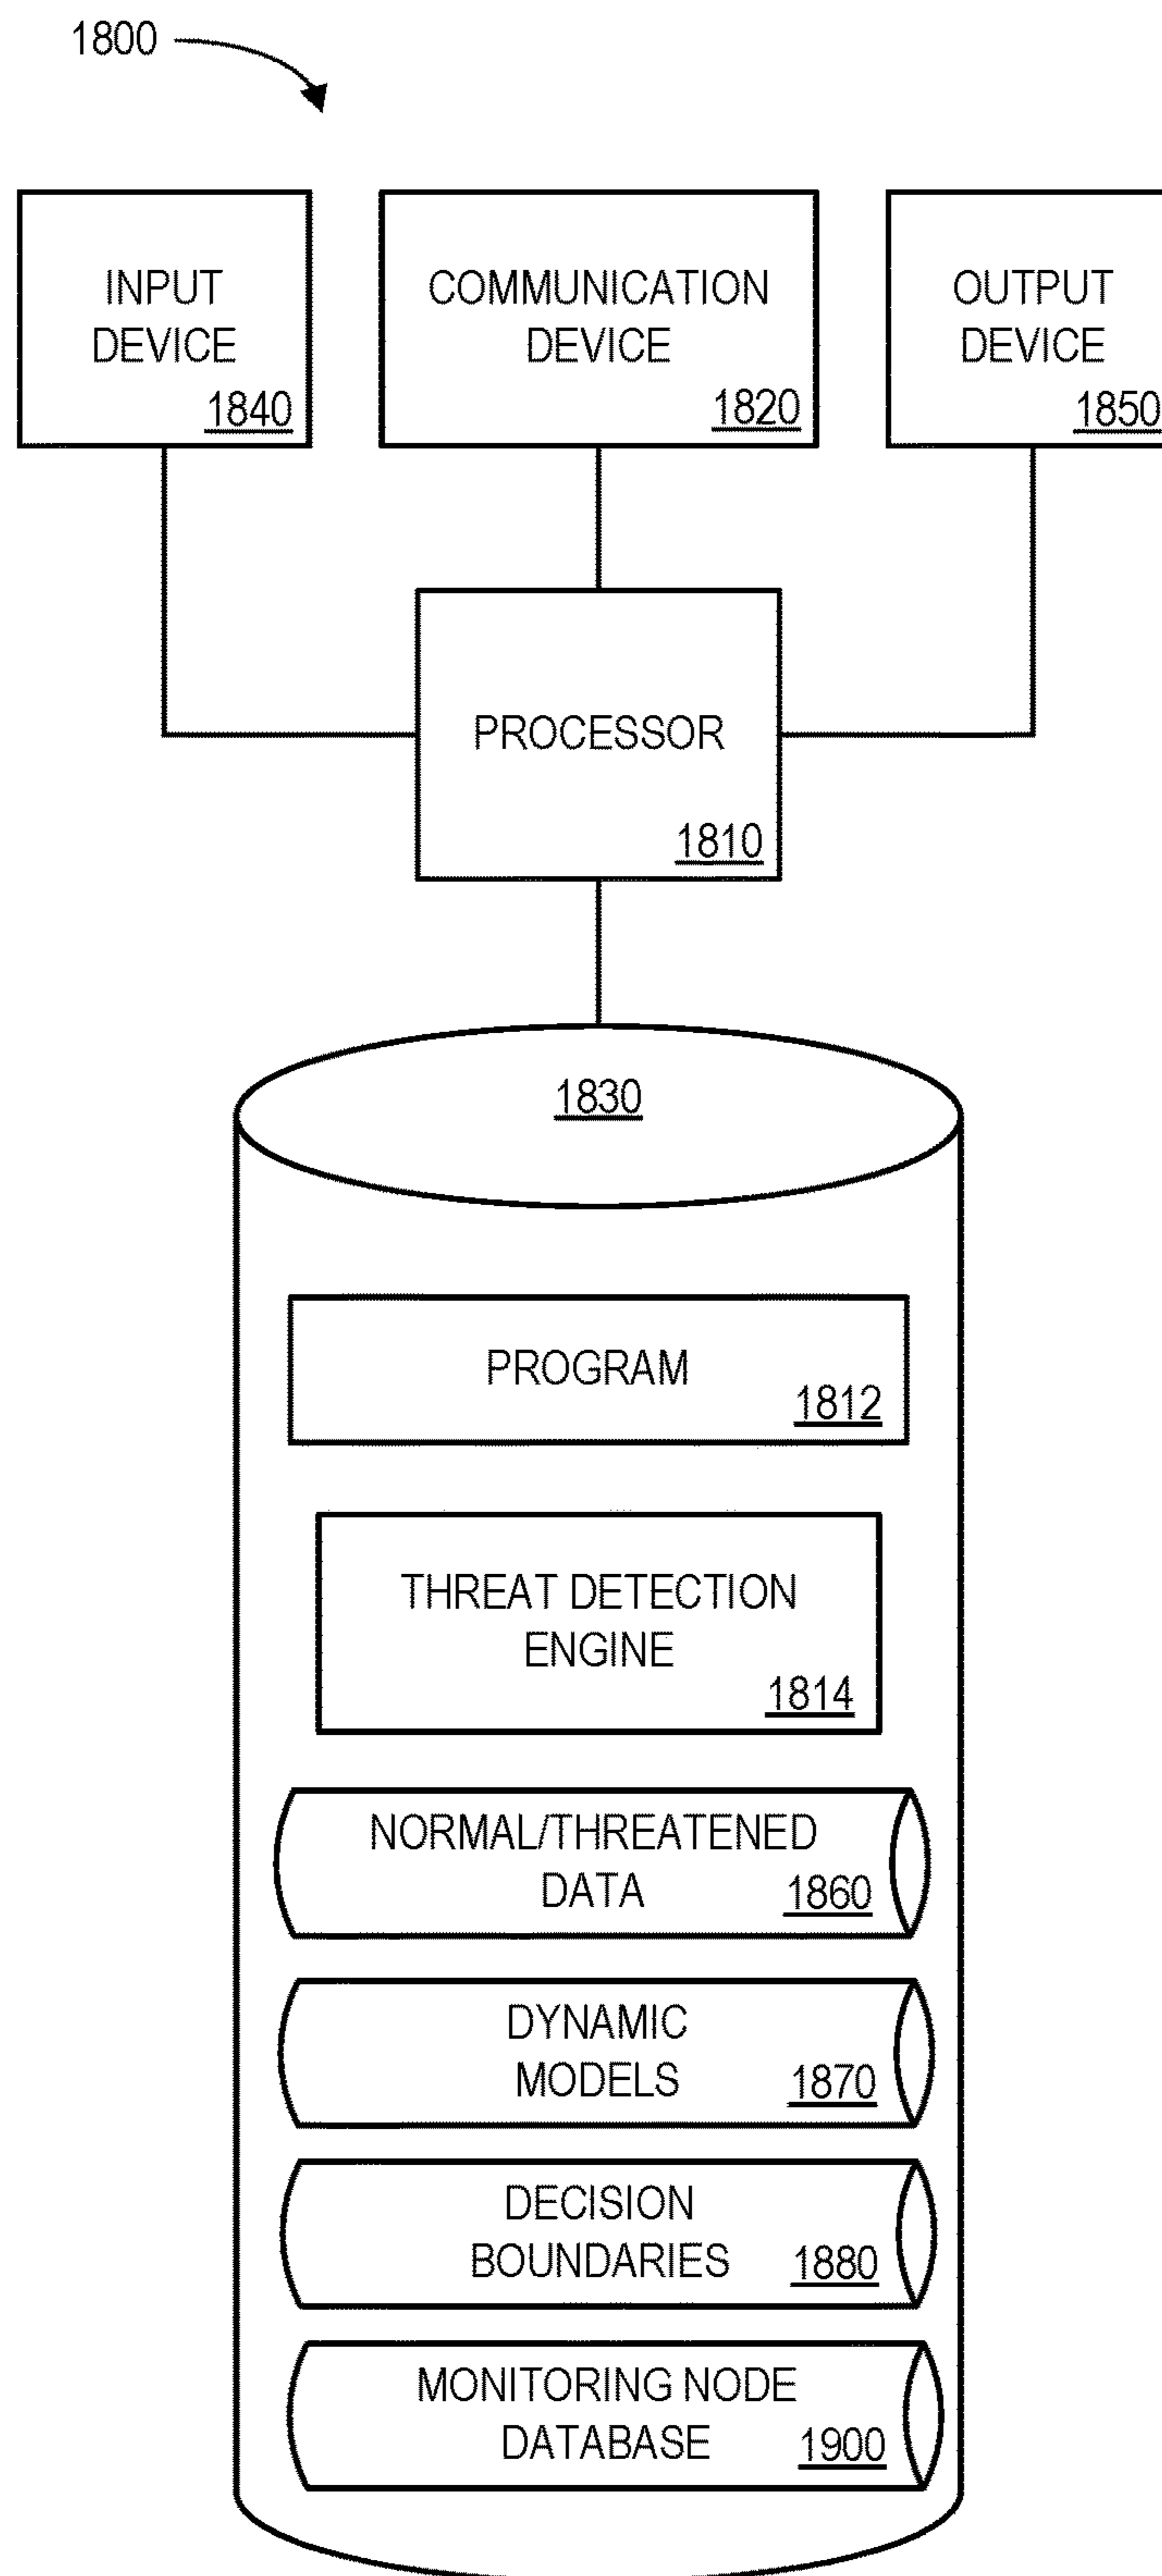 1800
INPUT
DEVICE
1840
COMMUNICATION
DEVICE
1820
OUTPUT
DEVICE
1850
PROCESSOR
1810
1830
PROGRAM
1812
THREAT DETECTION
ENGINE
1814
NORMAL/THREATENED
DATA
1860
DYNAMIC
MODELS
1870
DECISION
BOUNDARIES
1880
MONITORING NODE
DATABASE
1900